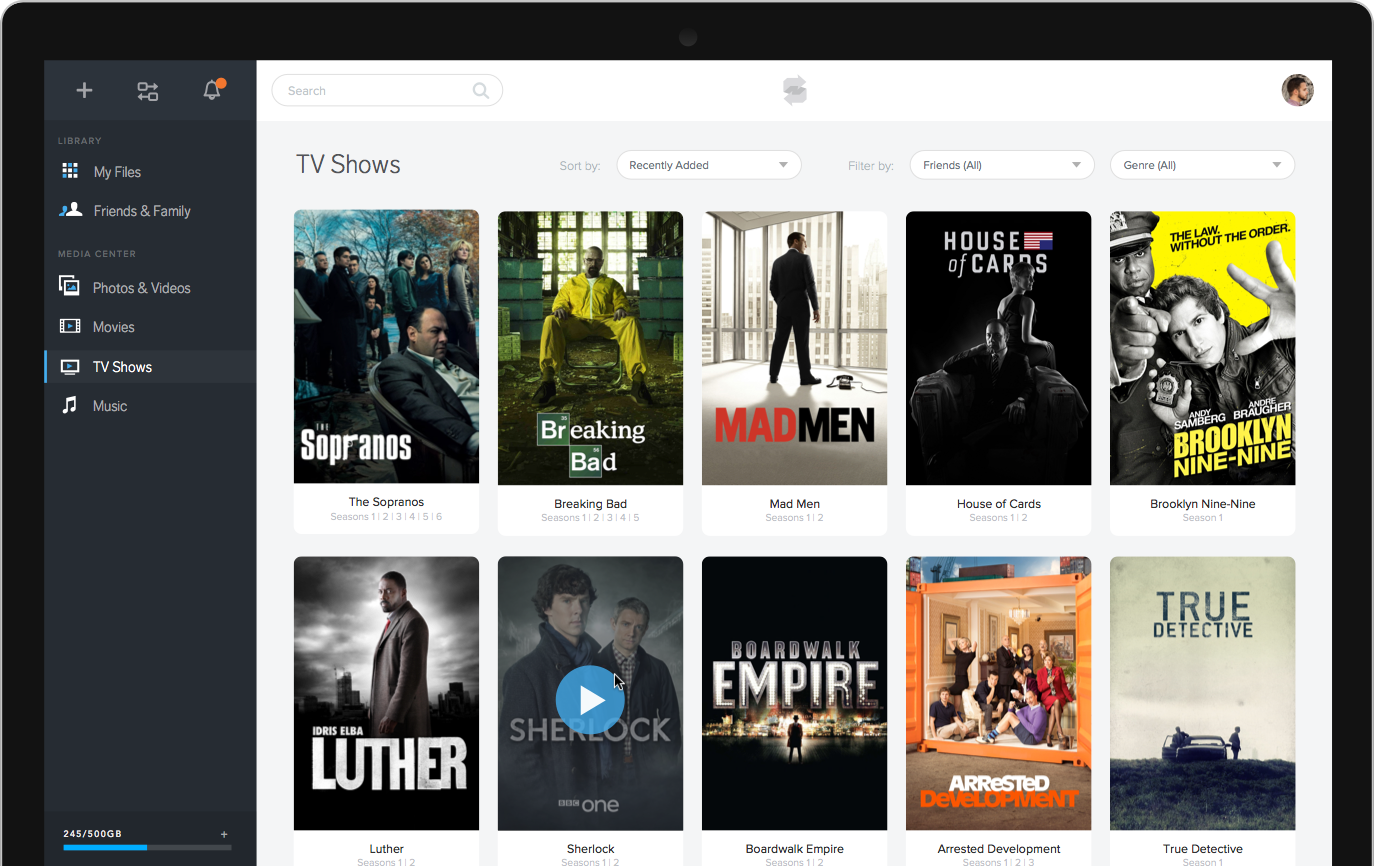 Search
LIBRARY
My Files
Friends & Family
MEDIA CENTER
Photos & Videos
Movies
TV Shows
Music
245/500GB +
TV Shows
Sort by: Recently Added
Filter by: Friends (All) Genre (All)
THE
Sopranos
The Sopranos
Seasons 1 | 2 | 3 | 4 | 5 | 6
35
Breaking
56
Bad
Breaking Bad
Seasons 1 | 2 | 3 | 4 | 5
MAD MEN
Mad Men
Seasons 1 | 2
HOUSE
of CARDS
House of Cards
Seasons 1 | 2
THE LAW.
WITHOUT THE ORDER.
ANDY SAMBERG
ANDRE BRAUGHER
BROOKLYN
NINE-NINE
Brooklyn Nine-Nine
Season 1
IDRIS ELBA
LUTHER
Luther
Seasons 1 | 2
SHERLOCK
BBC one
Sherlock
Seasons 1 | 2
BOARDWALK
EMPIRE
Boardwalk Empire
Seasons 1 | 2
ARReSTeD
DeVeLOPMeNT
Arrested Development
Seasons 1 | 2 | 3
TRUE
DETECTIVE
True Detective
Season 1